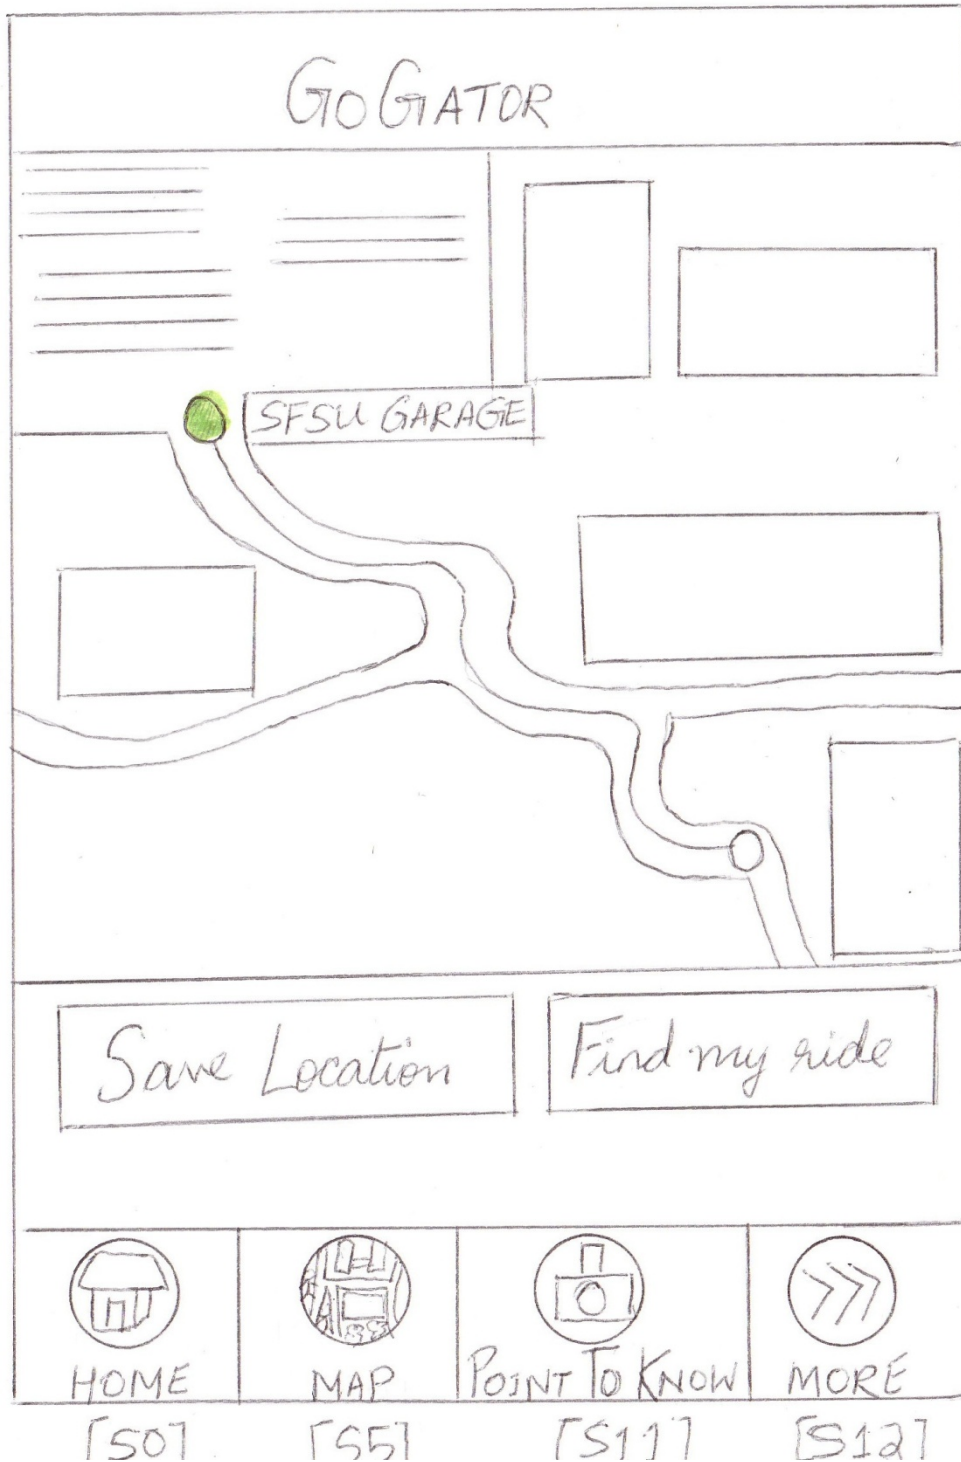 GOGATOR
SFSU GARAGE
Save Location
Find my ride
HOME
MAP
POINT TO KNOW
MORE
[S0]
[S5]
[S11]
[S12]